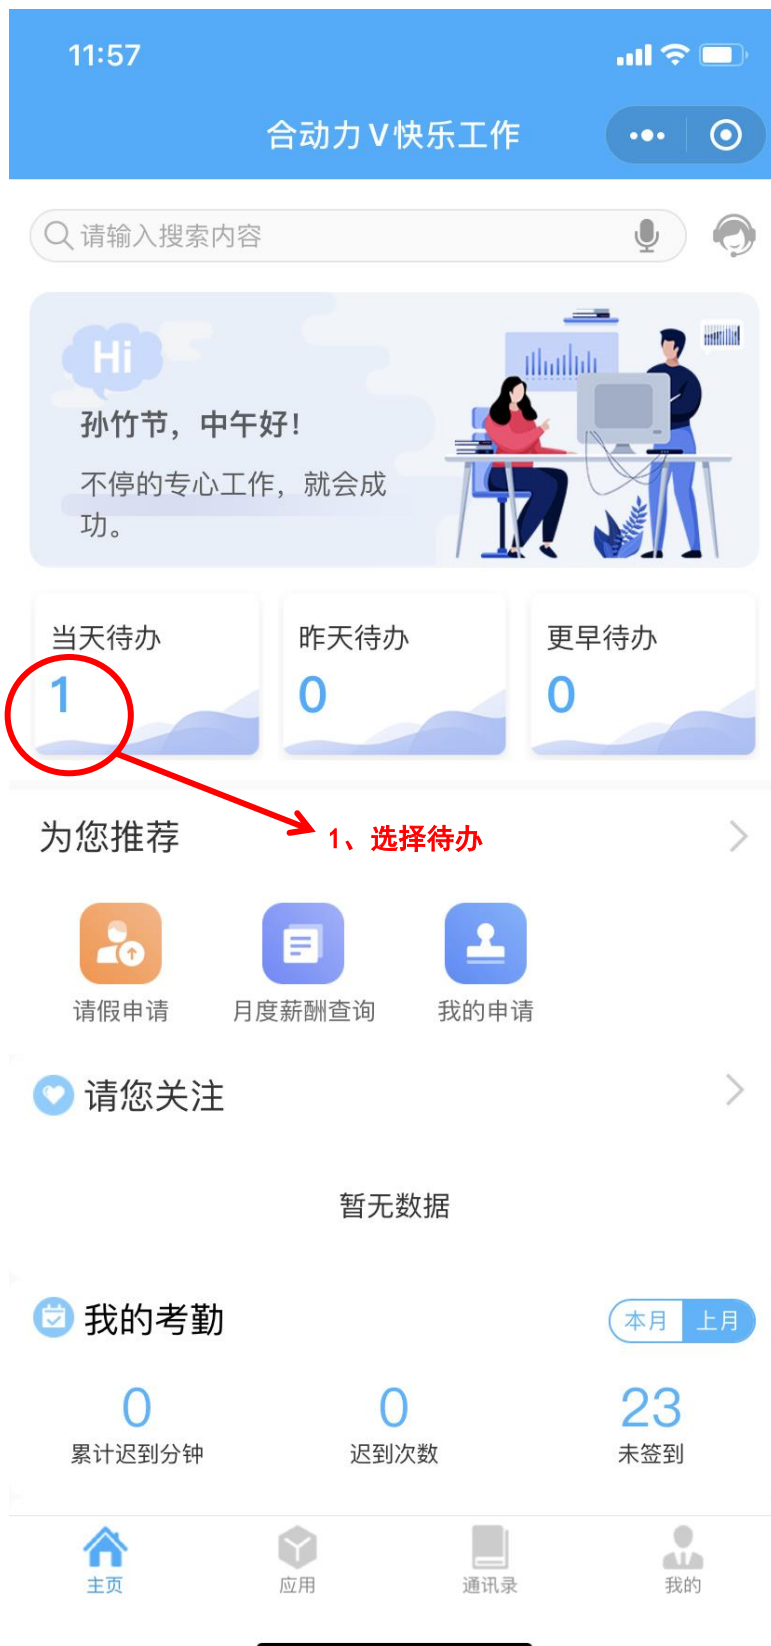 11:57
合动力V快乐工作
请输入搜索内容
Hi
孙竹节，中午好！
不停的专心工作，就会成
功。
当天待办
昨天待办
更早待办
1
0
0
为您推荐
1、选择待办
请假申请
月度薪酬查询
我的申请
请您关注
暂无数据
我的考勤
本月
上月
0
0
23
累计迟到分钟
迟到次数
未签到
主页
应用
通讯录
我的